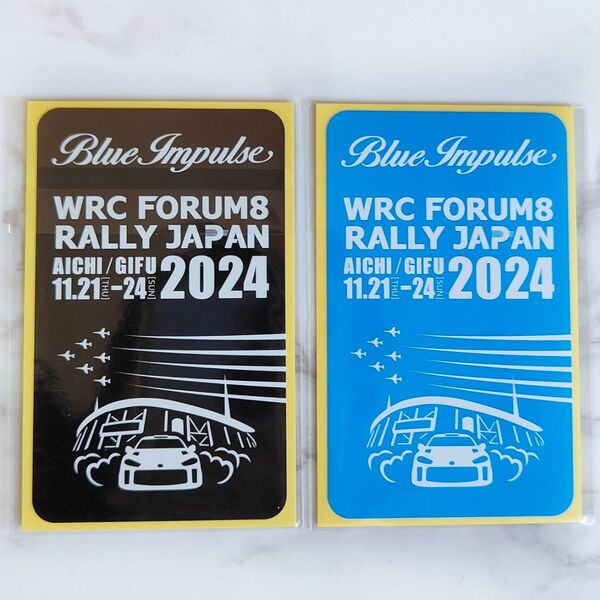 Blue Impulse
WRC FORUM8
RALLY JAPAN
AICHI/GIFU
11.21[THU]-24[SUN] 2024
Blue Impulse
WRC FORUM8
RALLY JAPAN
AICHI/GIFU
11.21[THU]-24[SUN] 2024